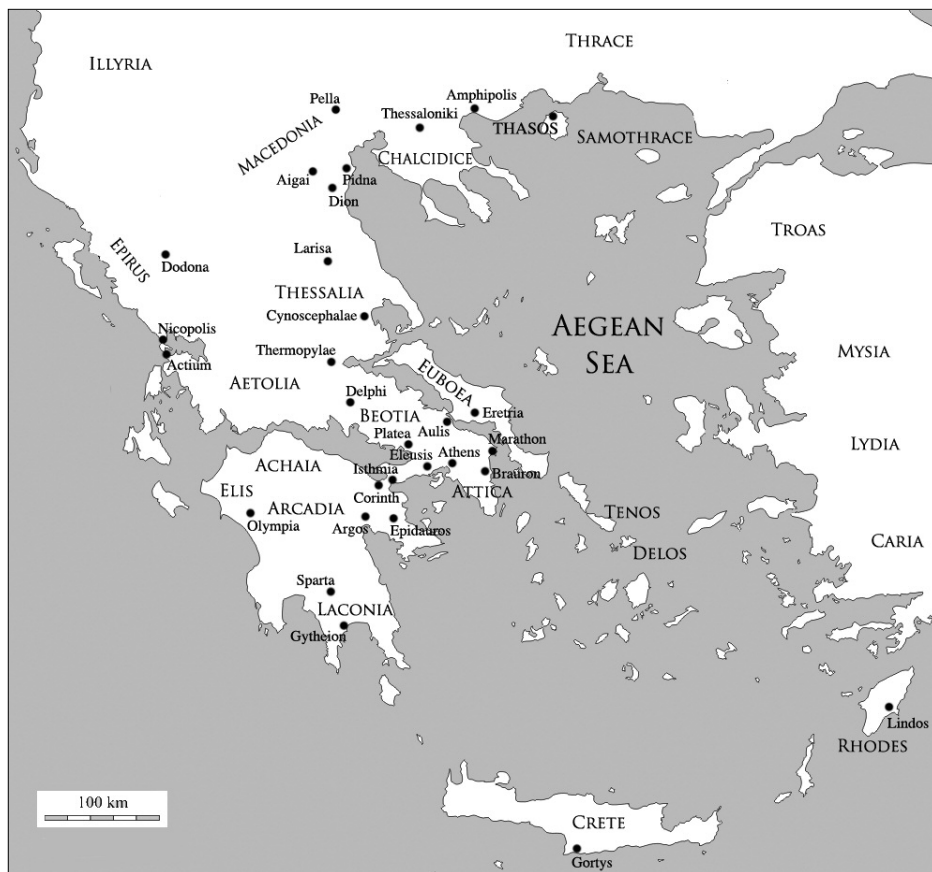 THRACE
ILLYRIA
Pella
Amphipolis
Thessaloniki
THASOS
SAMOTHRACE
MACEDONIA
CHALCIDICE
Aigai
Pidna
Dion
TROAS
EPIRUS
Dodona
Larisa
THESSALIA
Cynoscephalae
AEGEAN
SEA
Nicopolis
Actium
Thermopylae
MYSIA
AETOLIA
EUBOEA
Delphi
BEOTIA
Eretria
Aulis
Platea
Marathon
LYDIA
Eleusis
Athens
ACHAIA
Isthmia
Brauron
ELIS
Corinth
ATTICA
ARCADIA
TENOS
Olympia
Argos
Epidauros
CARIA
DELOS
Sparta
LACONIA
Gytheion
Lindos
RHODES
100 km
CRETE
Gortys